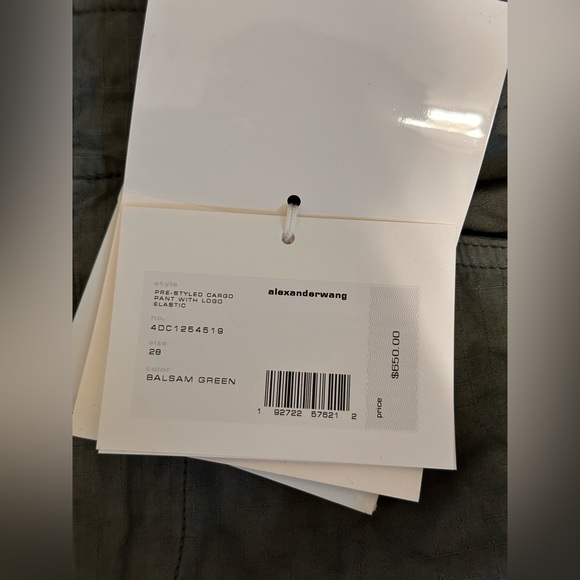 style
PRE-STYLED CARGO
PANT WITH LOGO
ELASTIC
no.
4DC1254519
size
28
color
BALSAM GREEN
alexanderwang
1 92722 57621 2
price
$650.00